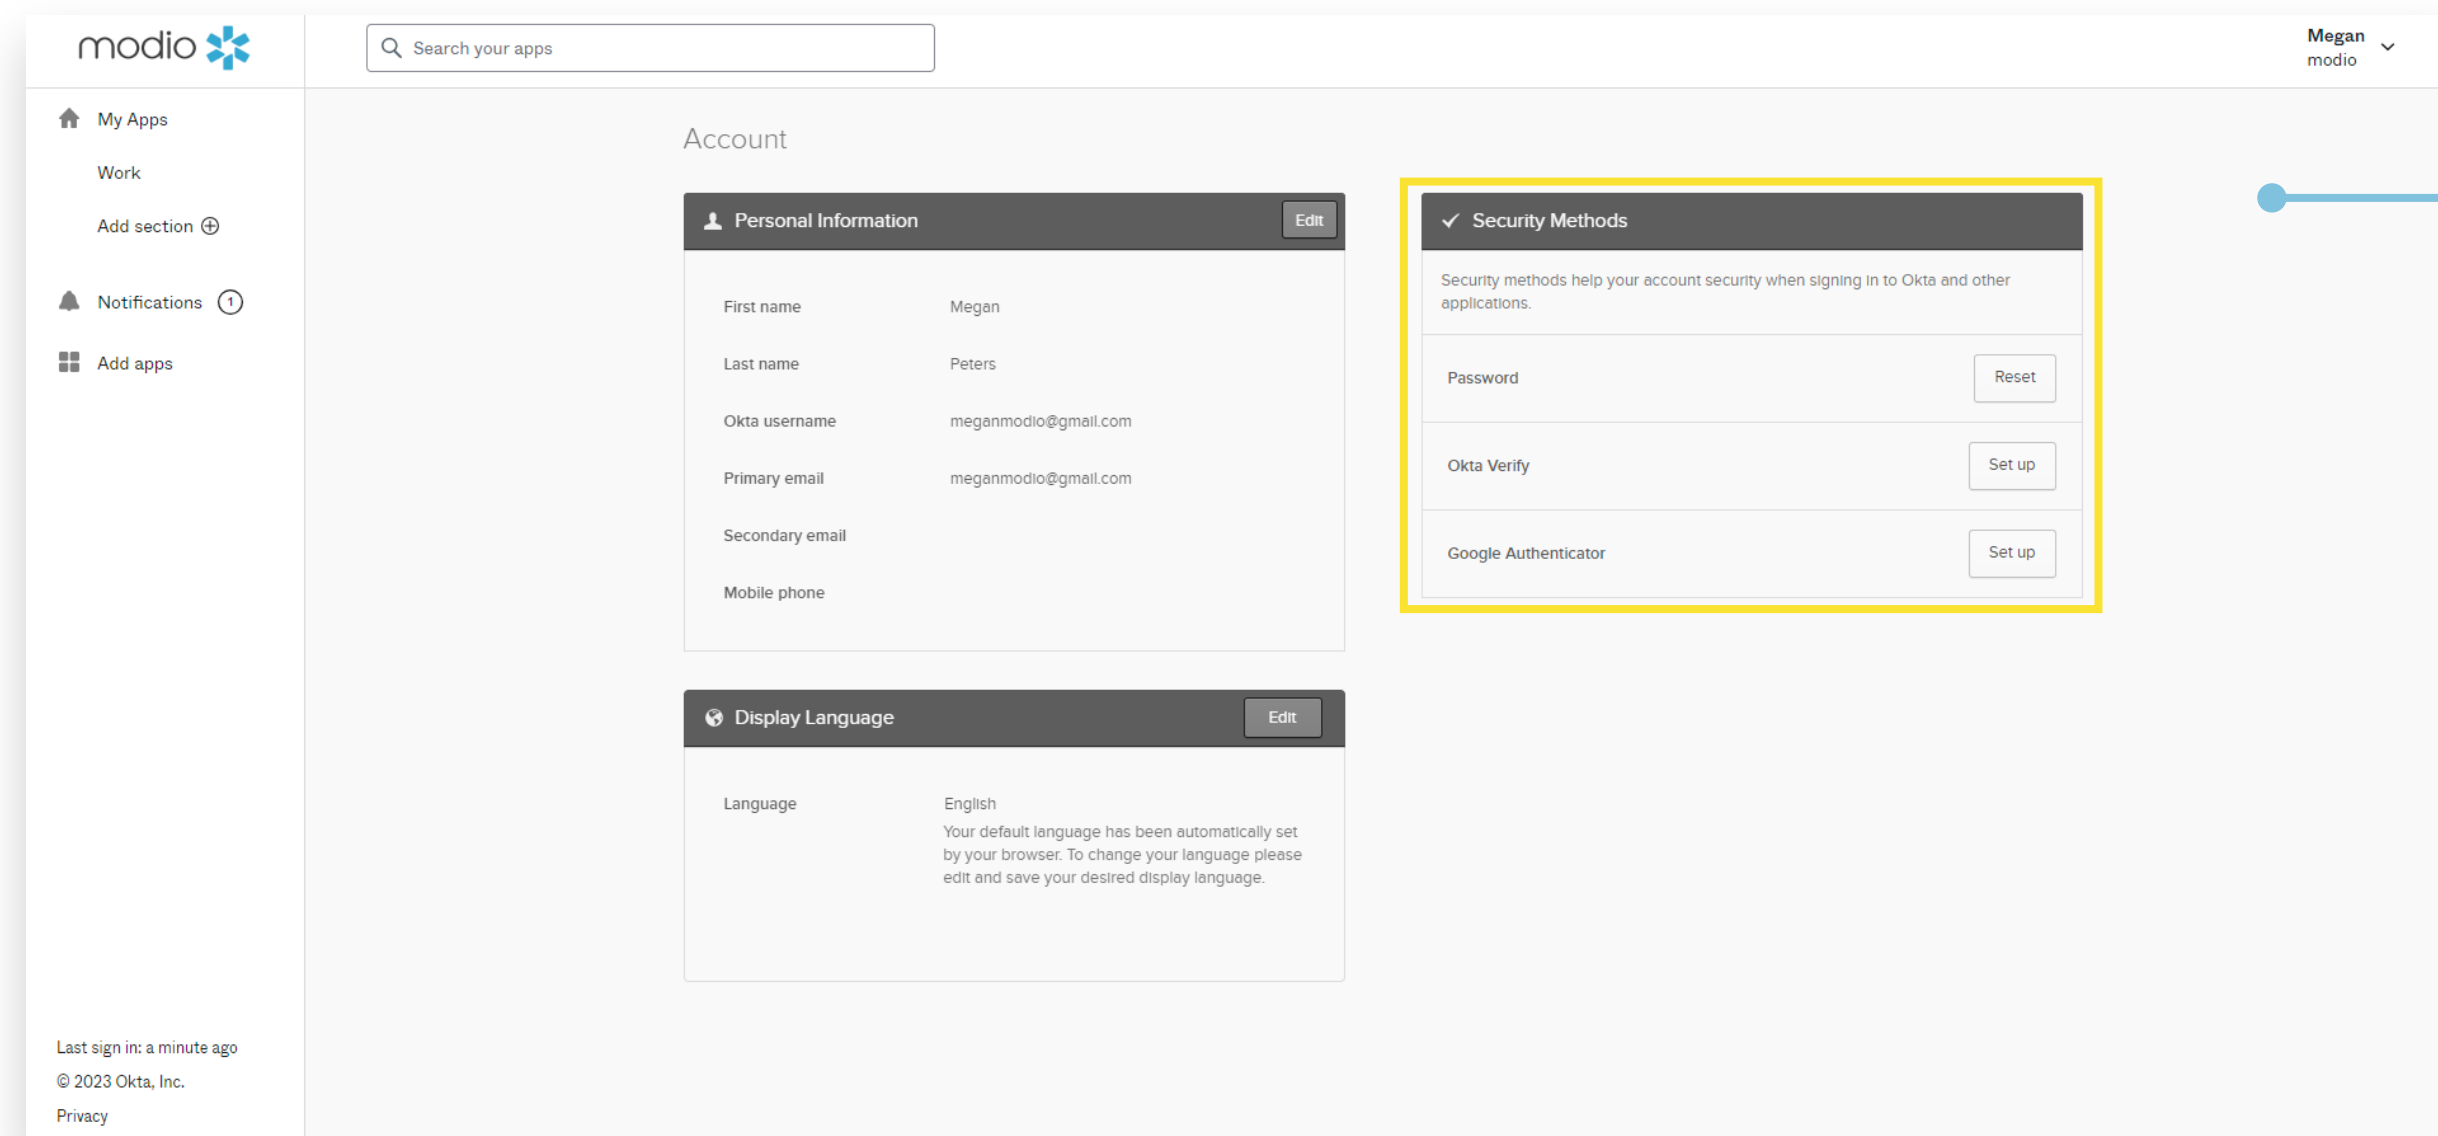 modio
Search your apps
Megan
modio
My Apps
Work
Add section
Notifications 1
Add apps
Account
Personal Information
Edit
First name Megan
Last name Peters
Okta username meganmodio@gmail.com
Primary email meganmodio@gmail.com
Secondary email
Mobile phone
Security Methods
Security methods help your account security when signing in to Okta and other
applications.
Password Reset
Okta Verify Set up
Google Authenticator Set up
Display Language
Edit
Language English
Your default language has been automatically set
by your browser. To change your language please
edit and save your desired display language.
Last sign in: a minute ago
© 2023 Okta, Inc.
Privacy